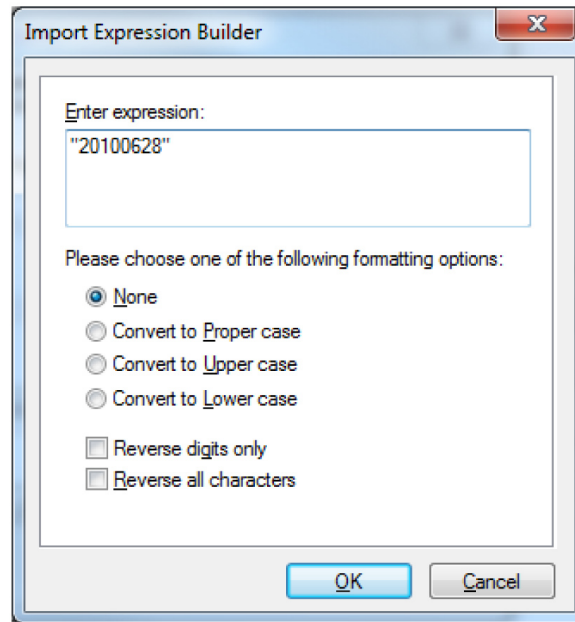 Import Expression Builder
Enter expression:
"20100628"
Please choose one of the following formatting options:
None
Convert to Proper case
Convert to Upper case
Convert to Lower case
Reverse digits only
Reverse all characters
OK Cancel